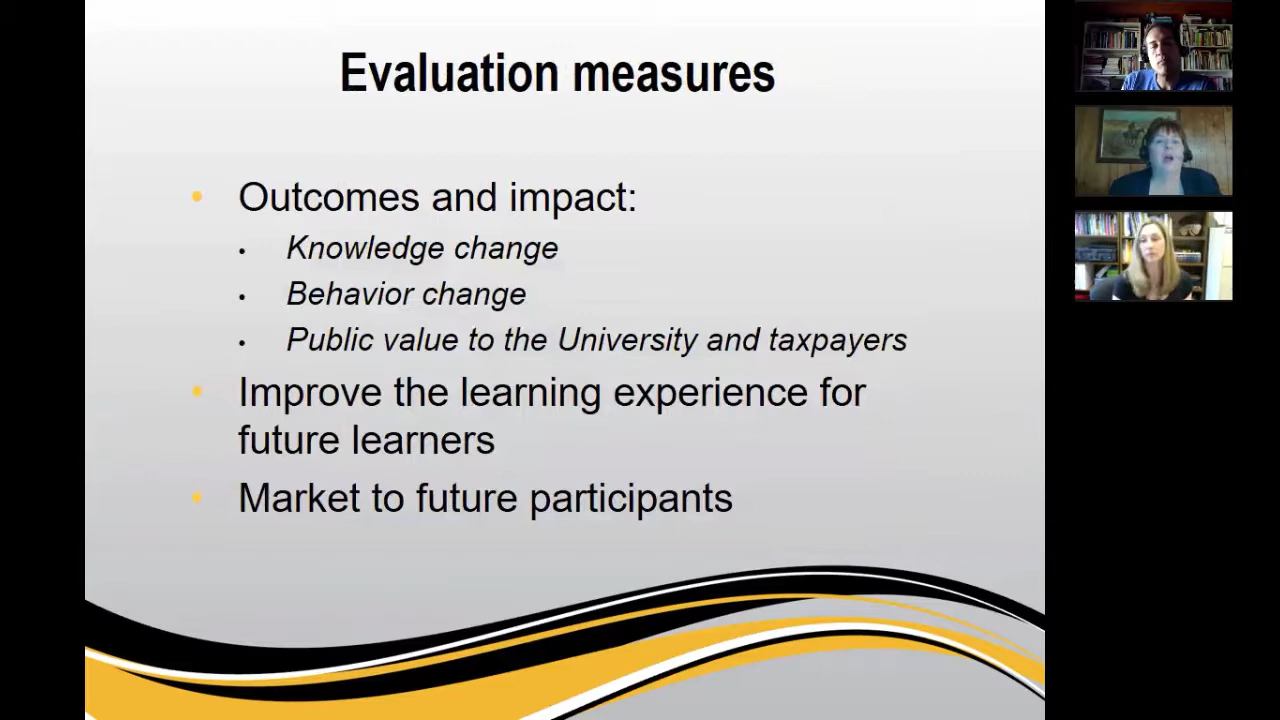 Evaluation measures
• Outcomes and impact:
• Knowledge change
• Behavior change
• Public value to the University and taxpayers
• Improve the learning experience for
future learners
• Market to future participants